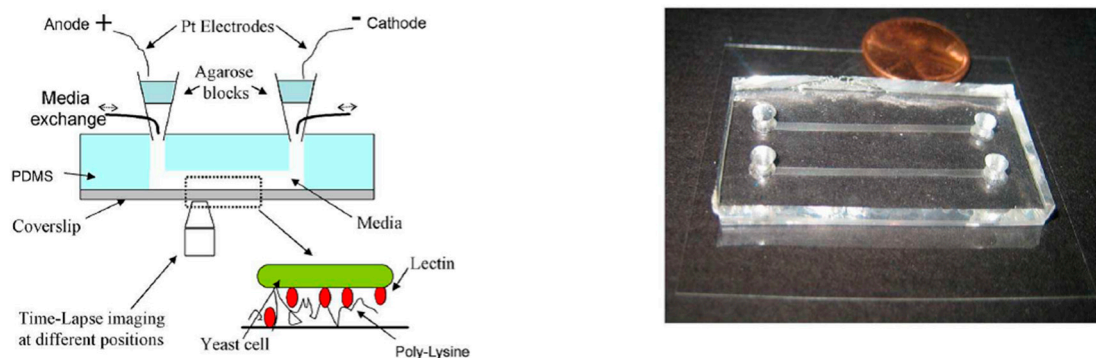 Anode +
Pt Electrodes
- Cathode
Agarose
blocks
Media
exchange
PDMS
Coverslip
Media
Lectin
Time-Lapse imaging
at different positions
Yeast cell
Poly-Lysine